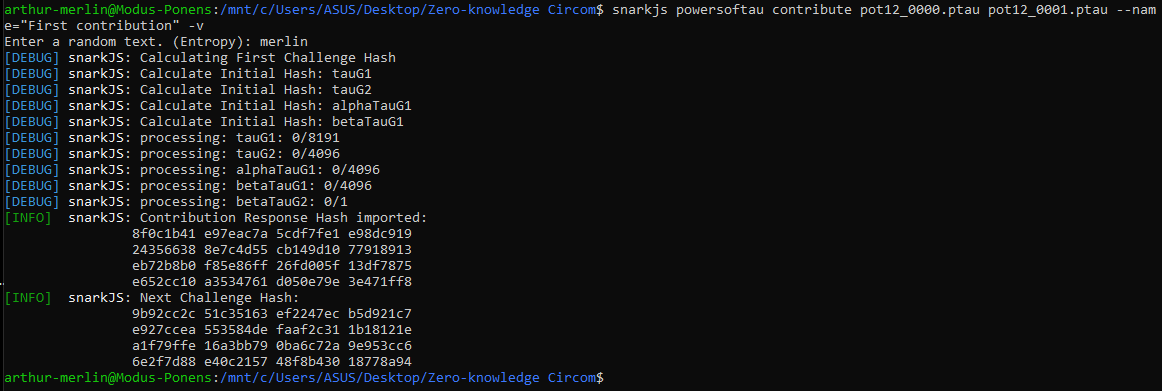 arthur-merlin@Modus-Ponens:/mnt/c/Users/ASUS/Desktop/Zero-knowledge Circom$ snarkjs powersoftau contribute pot12_0000.ptau pot12_0001.ptau --nam
e="First contribution" -v
Enter a random text. (Entropy): merlin
[DEBUG] snarkJS: Calculating First Challenge Hash
[DEBUG] snarkJS: Calculate Initial Hash: tauG1
[DEBUG] snarkJS: Calculate Initial Hash: tauG2
[DEBUG] snarkJS: Calculate Initial Hash: alphaTauG1
[DEBUG] snarkJS: Calculate Initial Hash: betaTauG1
[DEBUG] snarkJS: processing: tauG1: 0/8191
[DEBUG] snarkJS: processing: tauG2: 0/4096
[DEBUG] snarkJS: processing: alphaTauG1: 0/4096
[DEBUG] snarkJS: processing: betaTauG1: 0/4096
[DEBUG] snarkJS: processing: betaTauG2: 0/1
[INFO]  snarkJS: Contribution Response Hash imported:
8f0c1b41 e97eac7a 5cdf7fe1 e98dc919
24356638 8e7c4d55 cb149d10 77918913
eb72b8b0 f85e86ff 26fd005f 13df7875
e652cc10 a3534761 d050e79e 3e471ff8
[INFO]  snarkJS: Next Challenge Hash:
9b92cc2c 51c35163 ef2247ec b5d921c7
e927ccea 553584de faaf2c31 1b18121e
a1f79ffe 16a3bb79 0ba6c72a 9e953cc6
6e2f7d88 e40c2157 48f8b430 18778a94
arthur-merlin@Modus-Ponens:/mnt/c/Users/ASUS/Desktop/Zero-knowledge Circom$